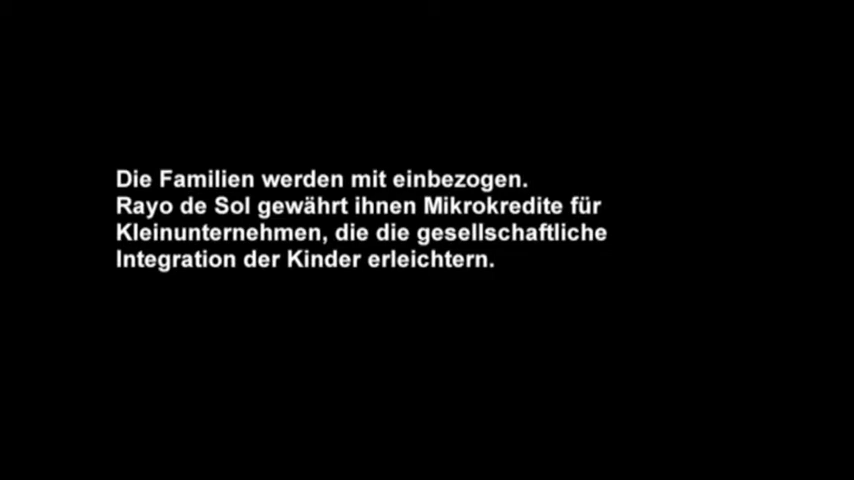 Die Familien werden mit einbezogen.
Rayo de Sol gewährt ihnen Mikrokredite für
Kleinunternehmen, die die gesellschaftliche
Integration der Kinder erleichtern.